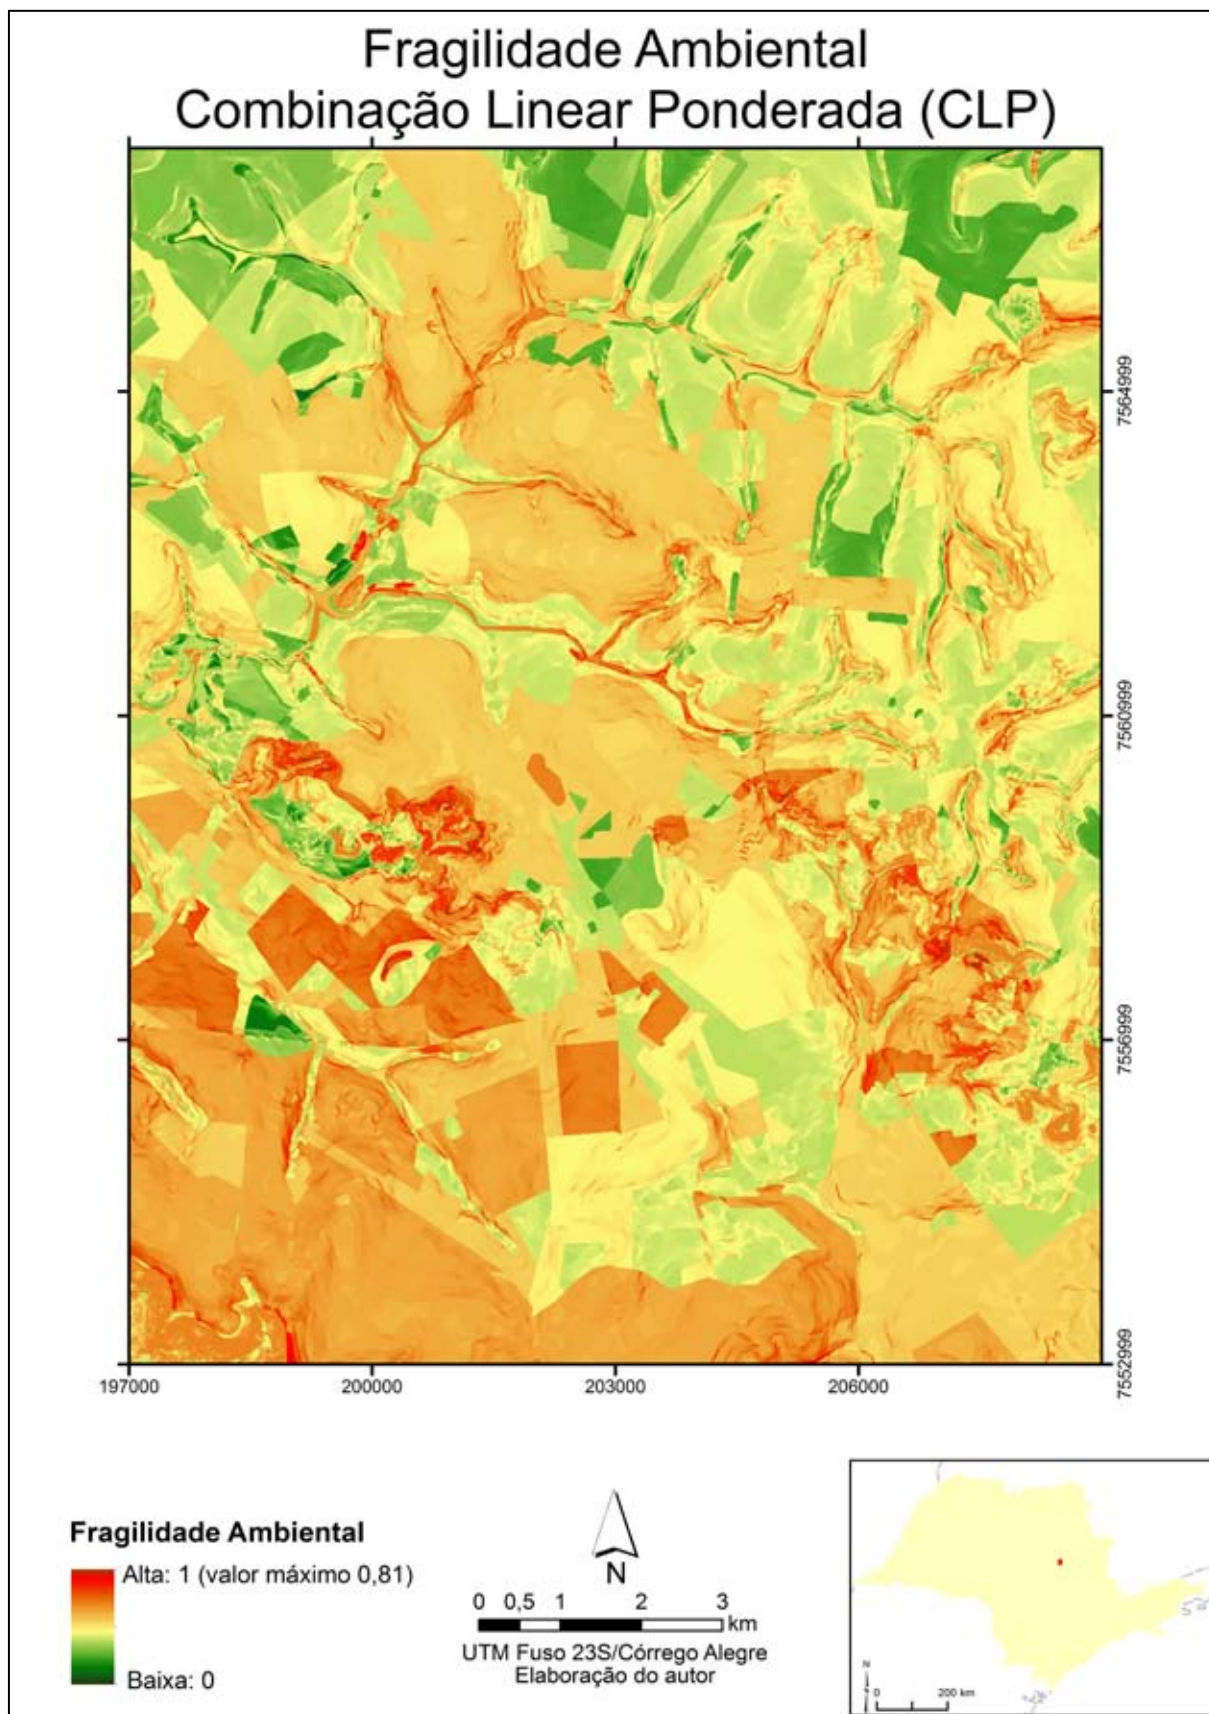 Fragilidade Ambiental
Combinação Linear Ponderada (CLP)
7564999
7560999
7556999
7552999
197000
200000
203000
206000
Fragilidade Ambiental
Alta: 1 (valor máximo 0,81)
Baixa: 0
N
0 0,5 1 2 3
km
UTM Fuso 23S/Córrego Alegre
Elaboração do autor
N
0 200 km